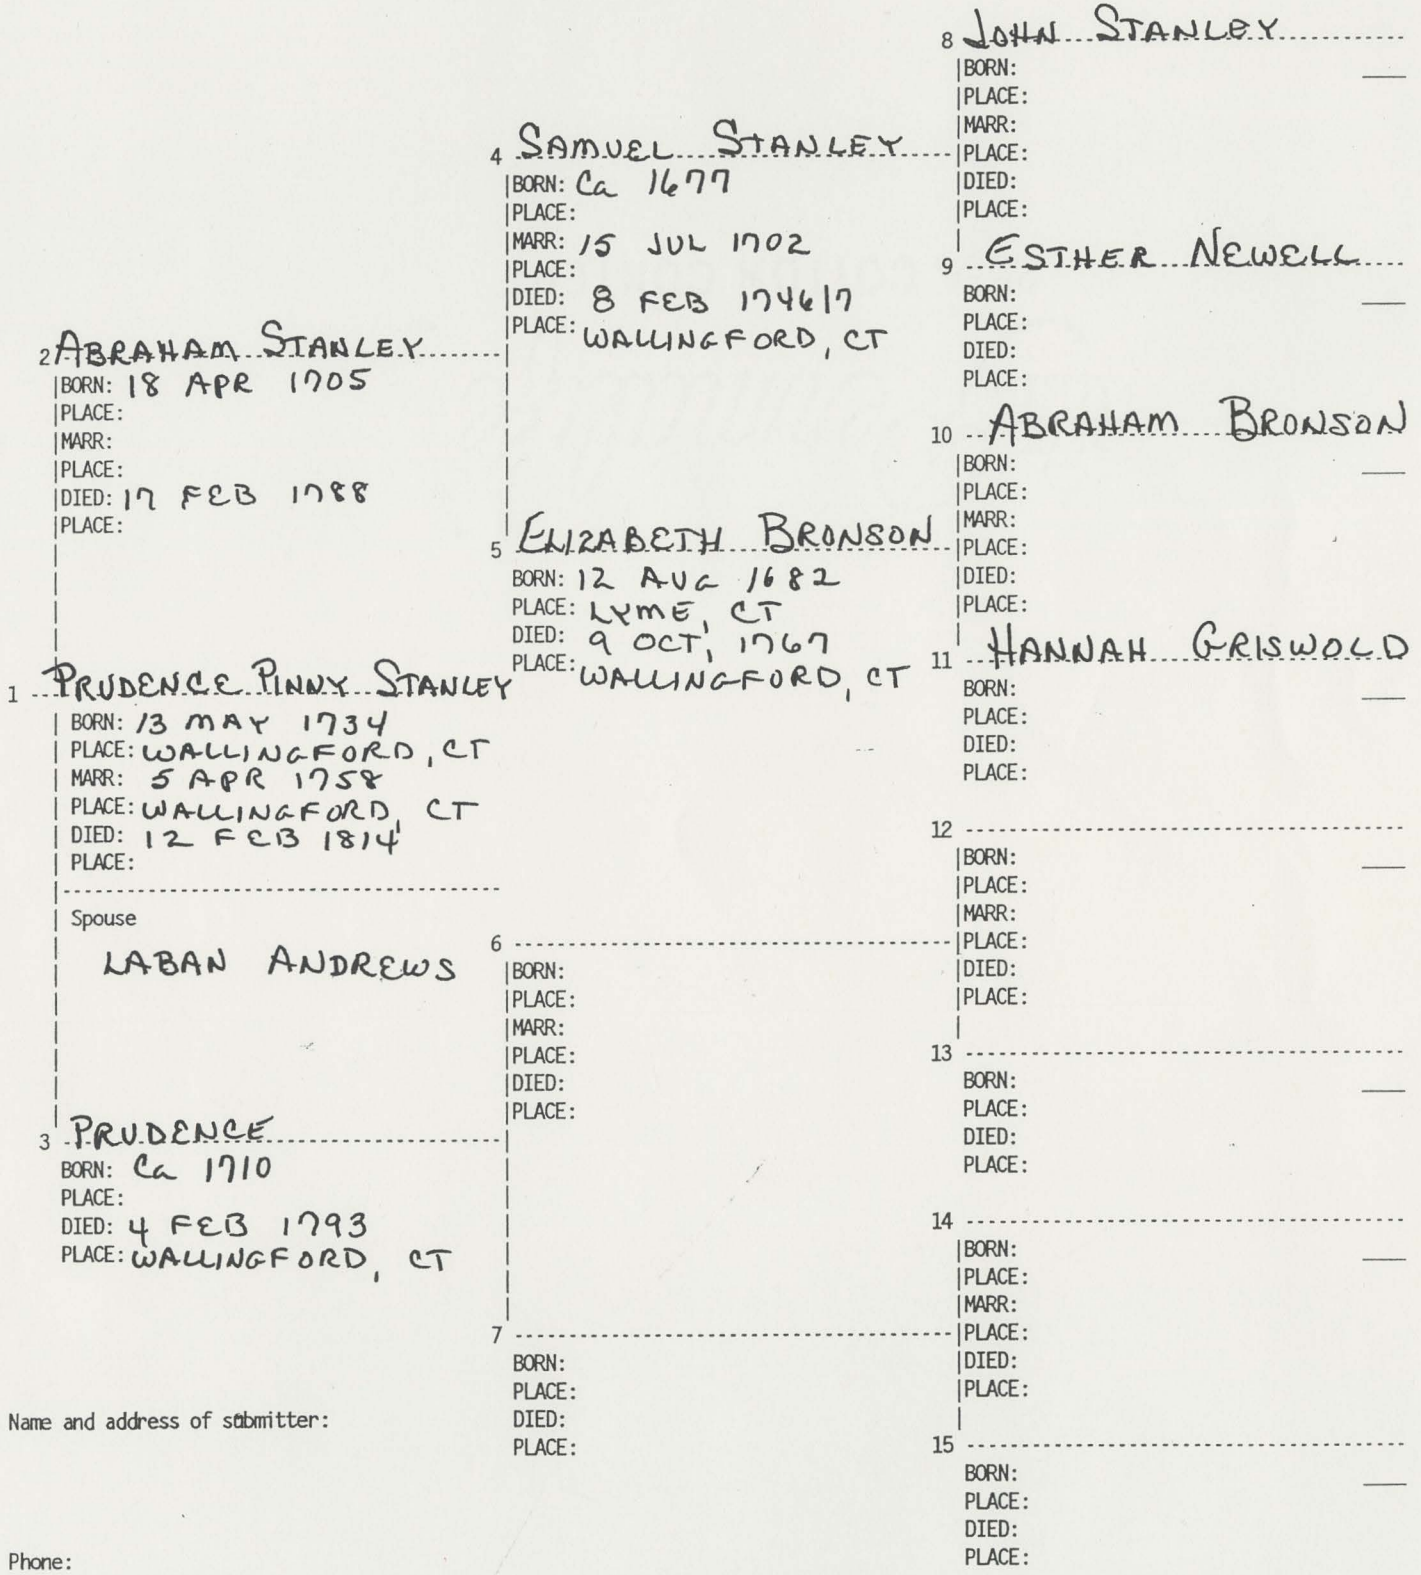 1 PRUDENCE PINNY STANLEY
BORN: 13 MAY 1734
PLACE: WALLINGFORD, CT
MARR: 5 APR 1758
PLACE: WALLINGFORD, CT
DIED: 12 FEB 1814
PLACE:
Spouse
LABAN ANDREWS
2 ABRAHAM STANLEY
BORN: 18 APR 1705
PLACE:
MARR:
PLACE:
DIED: 17 FEB 1788
PLACE:
3 PRUDENCE
BORN: Ca 1710
PLACE:
DIED: 4 FEB 1793
PLACE: WALLINGFORD, CT
Name and address of submitter:
Phone:
4 SAMUEL STANLEY
BORN: Ca 1677
PLACE:
MARR: 15 JUL 1702
PLACE:
DIED: 8 FEB 1746/7
PLACE: WALLINGFORD, CT
5 ELIZABETH BRONSON
BORN: 12 AUG 1682
PLACE: LYME, CT
DIED: 9 OCT, 1767
PLACE: WALLINGFORD, CT
6
BORN:
PLACE:
MARR:
PLACE:
DIED:
PLACE:
7
BORN:
PLACE:
DIED:
PLACE:
8 JOHN STANLEY
BORN:
PLACE:
MARR:
PLACE:
DIED:
PLACE:
9 ESTHER NEWELL
BORN:
PLACE:
DIED:
PLACE:
10 ABRAHAM BRONSON
BORN:
PLACE:
MARR:
PLACE:
DIED:
PLACE:
11 HANNAH GRISWOLD
BORN:
PLACE:
DIED:
PLACE:
12
BORN:
PLACE:
MARR:
PLACE:
DIED:
PLACE:
13
BORN:
PLACE:
DIED:
PLACE:
14
BORN:
PLACE:
MARR:
PLACE:
DIED:
PLACE:
15
BORN:
PLACE:
DIED:
PLACE: